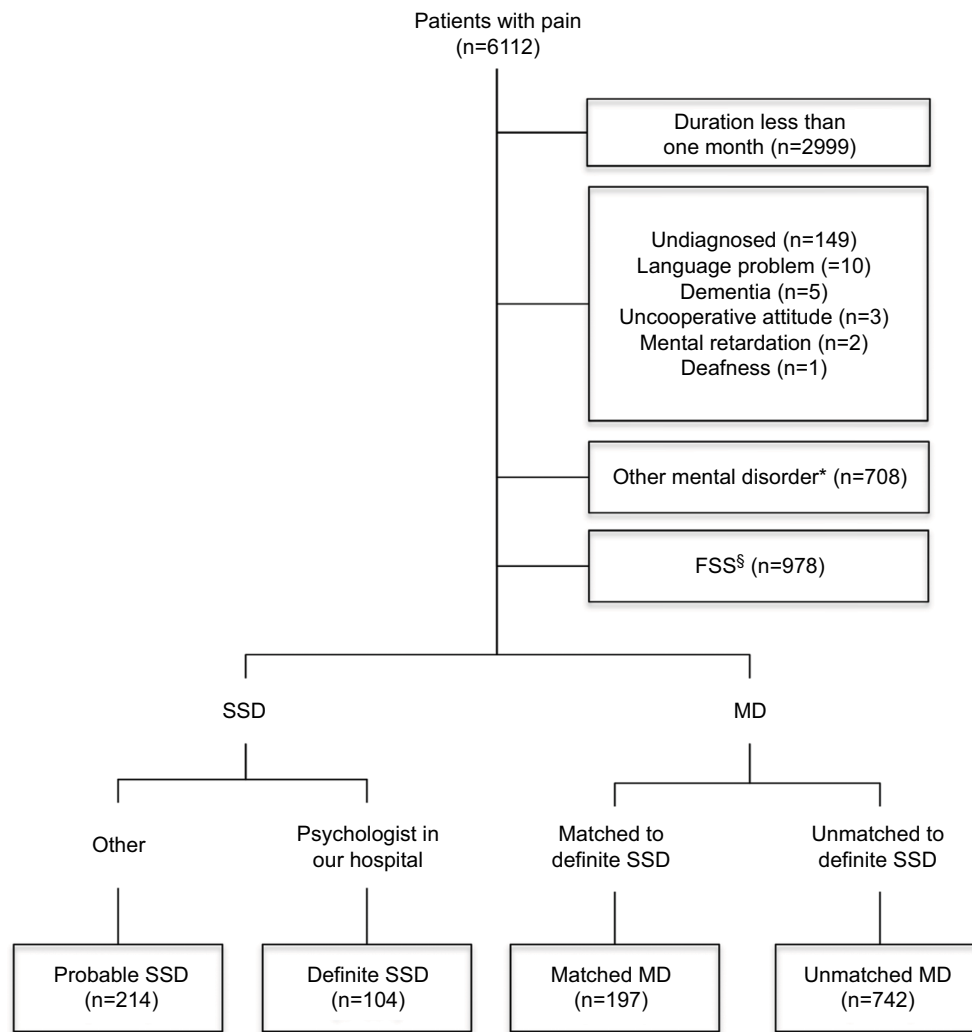 Patients with pain
(n=6112)
Duration less than
one month (n=2999)
Undiagnosed (n=149)
Language problem (=10)
Dementia (n=5)
Uncooperative attitude (n=3)
Mental retardation (n=2)
Deafness (n=1)
Other mental disorder* (n=708)
FSS§ (n=978)
SSD
MD
Other
Psychologist in
our hospital
Matched to
definite SSD
Unmatched to
definite SSD
Probable SSD
(n=214)
Definite SSD
(n=104)
Matched MD
(n=197)
Unmatched MD
(n=742)